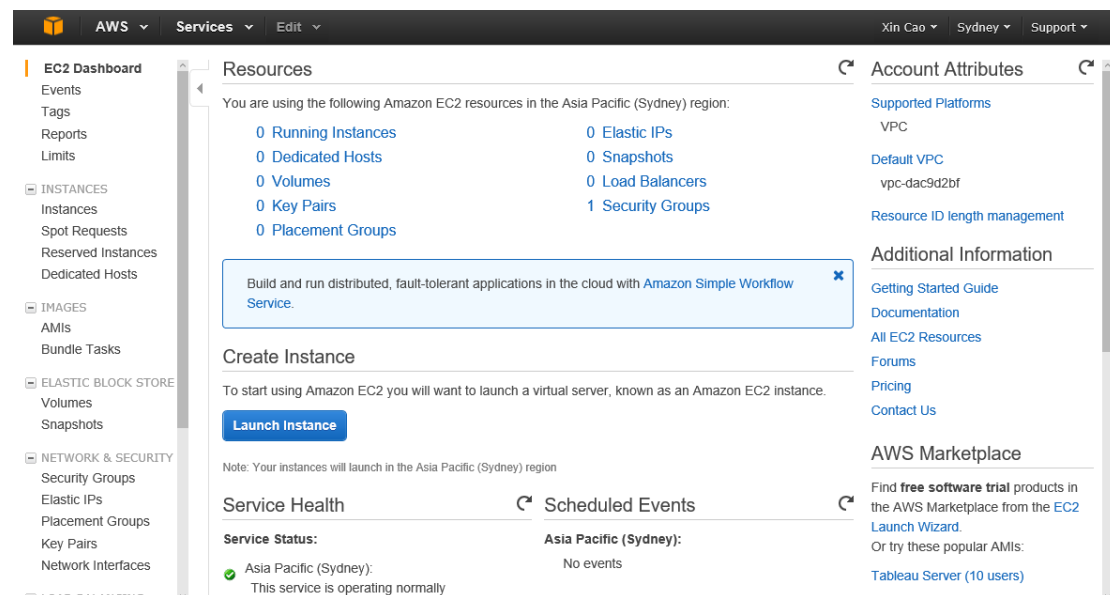 AWS Services Edit Xin Cao Sydney Support
EC2 Dashboard
Events
Tags
Reports
Limits
INSTANCES
Instances
Spot Requests
Reserved Instances
Dedicated Hosts
IMAGES
AMIs
Bundle Tasks
ELASTIC BLOCK STORE
Volumes
Snapshots
NETWORK & SECURITY
Security Groups
Elastic IPs
Placement Groups
Key Pairs
Network Interfaces
LOAD BALANCING
Resources
You are using the following Amazon EC2 resources in the Asia Pacific (Sydney) region:
0 Running Instances
0 Dedicated Hosts
0 Volumes
0 Key Pairs
0 Placement Groups
0 Elastic IPs
0 Snapshots
0 Load Balancers
1 Security Groups
Build and run distributed, fault-tolerant applications in the cloud with Amazon Simple Workflow
Service.
Create Instance
To start using Amazon EC2 you will want to launch a virtual server, known as an Amazon EC2 instance.
Launch Instance
Note: Your instances will launch in the Asia Pacific (Sydney) region
Service Health
Service Status:
Asia Pacific (Sydney):
This service is operating normally
Scheduled Events
Asia Pacific (Sydney):
No events
Account Attributes
Supported Platforms
VPC
Default VPC
vpc-dac9d2bf
Resource ID length management
Additional Information
Getting Started Guide
Documentation
All EC2 Resources
Forums
Pricing
Contact Us
AWS Marketplace
Find free software trial products in
the AWS Marketplace from the EC2
Launch Wizard.
Or try these popular AMIs:
Tableau Server (10 users)